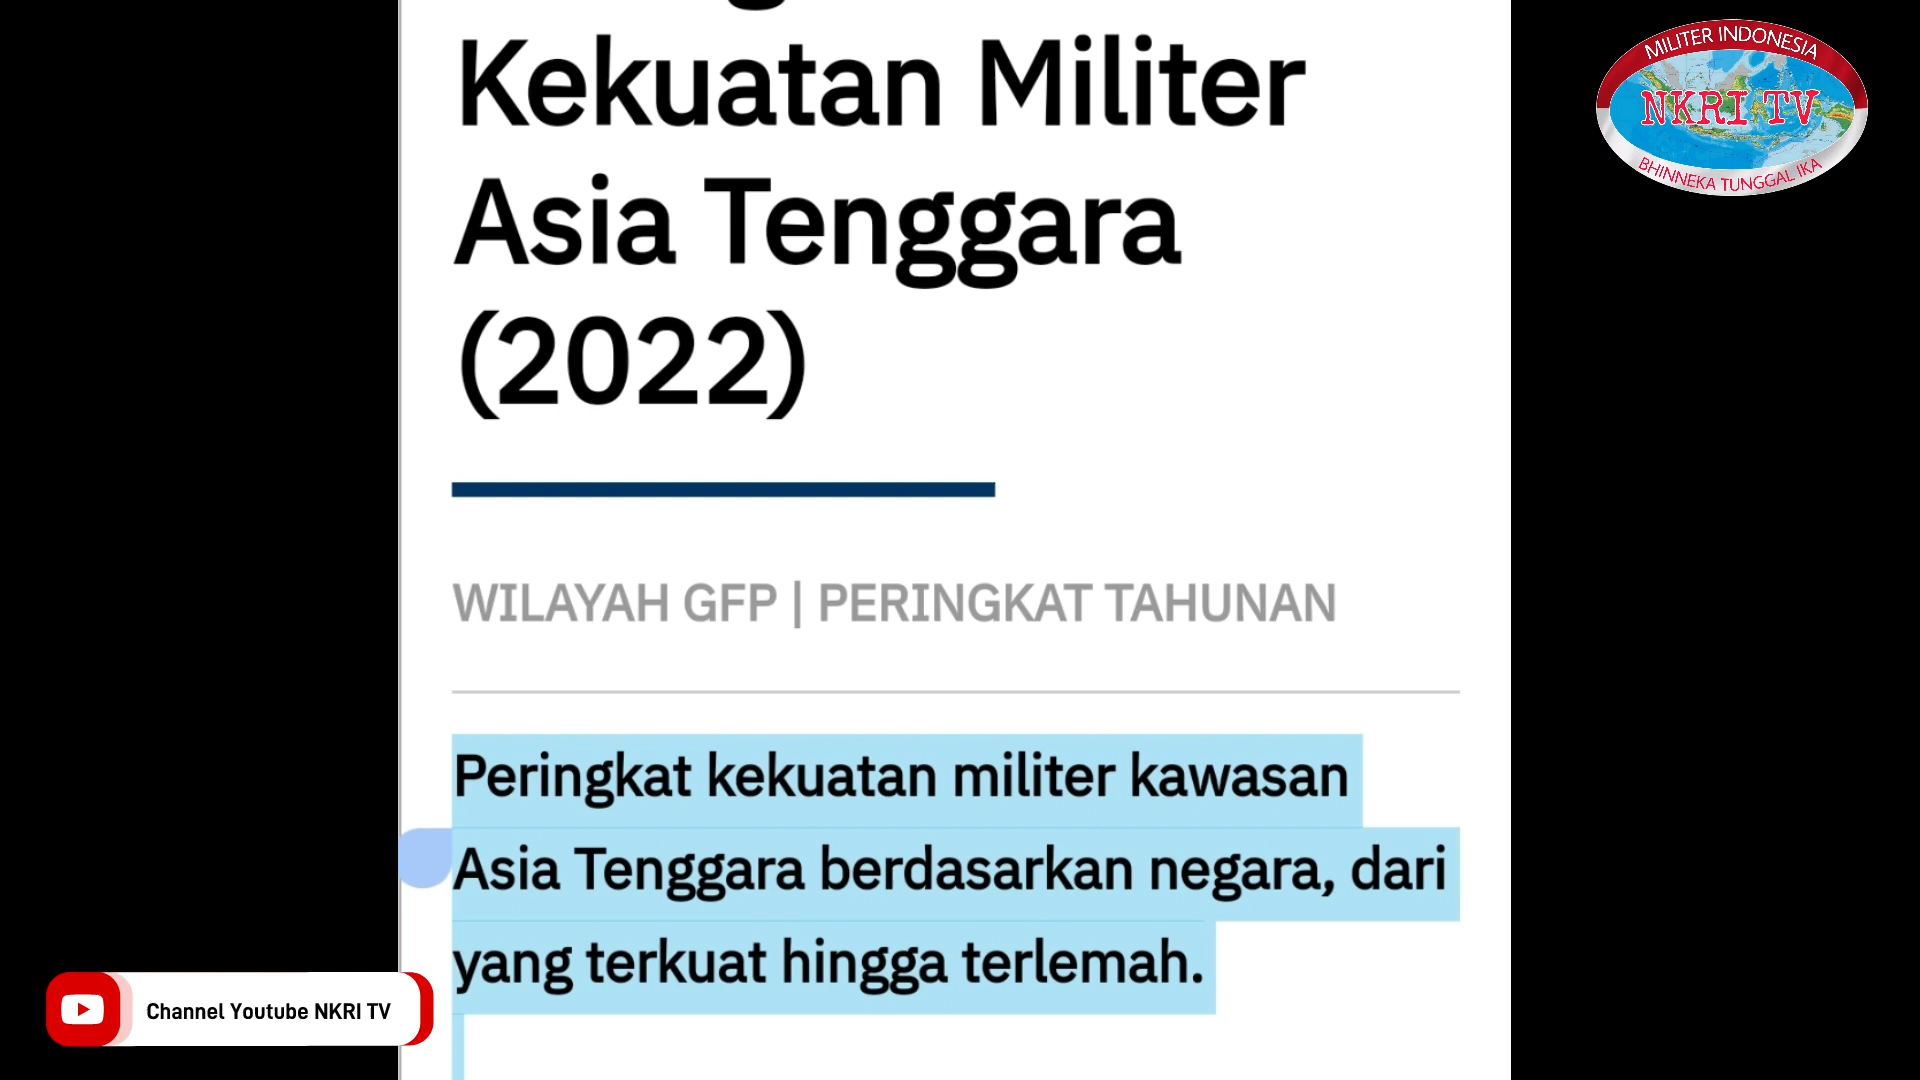 Kekuatan Militer
Asia Tenggara
(2022)
WILAYAH GFP | PERINGKAT TAHUNAN
Peringkat kekuatan militer kawasan
Asia Tenggara berdasarkan negara, dari
yang terkuat hingga terlemah.
MILITER INDONESIA
NKRI TV
BHINNEKA TUNGGAL IKA
Channel Youtube NKRI TV